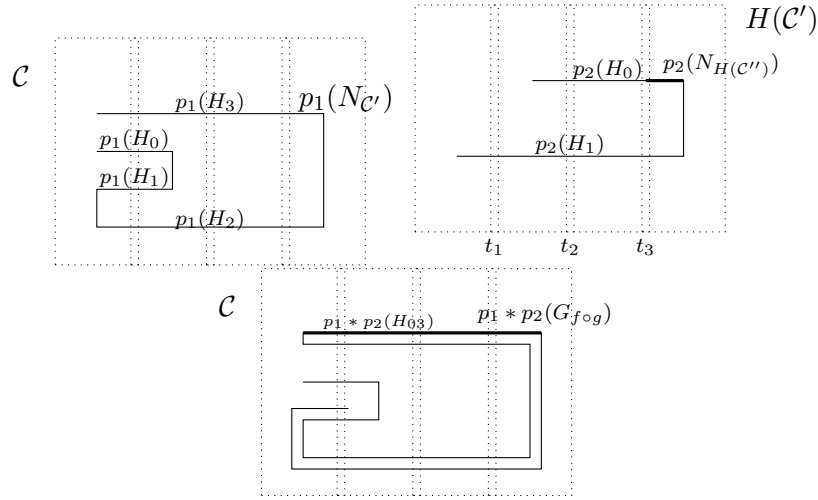 C
p₁(H₃)
p₁(N_{C′})
p₁(H₀)
p₁(H₁)
p₁(H₂)
H(C′)
p₂(H₀)
p₂(N_{H(C″)})
p₂(H₁)
t₁ t₂ t₃
C
p₁ * p₂(H₀₃)
p₁ * p₂(G_{f∘g})